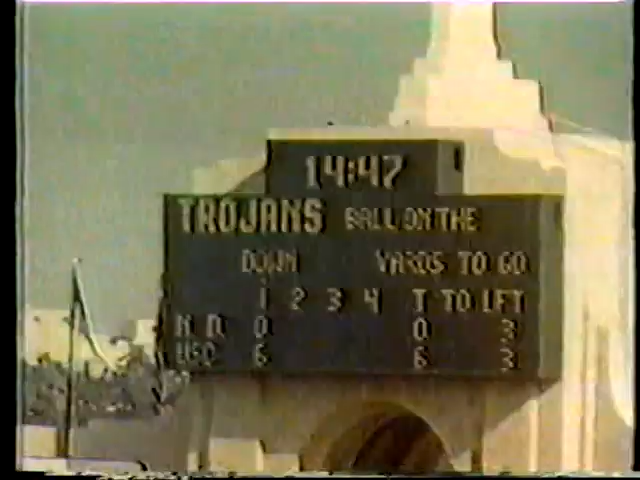 14:47
TROJANS BALL ON THE
DOWN YARDS TO GO
1 2 3 4 T TO LFT
N D 0 0 3
USC 6 6 3